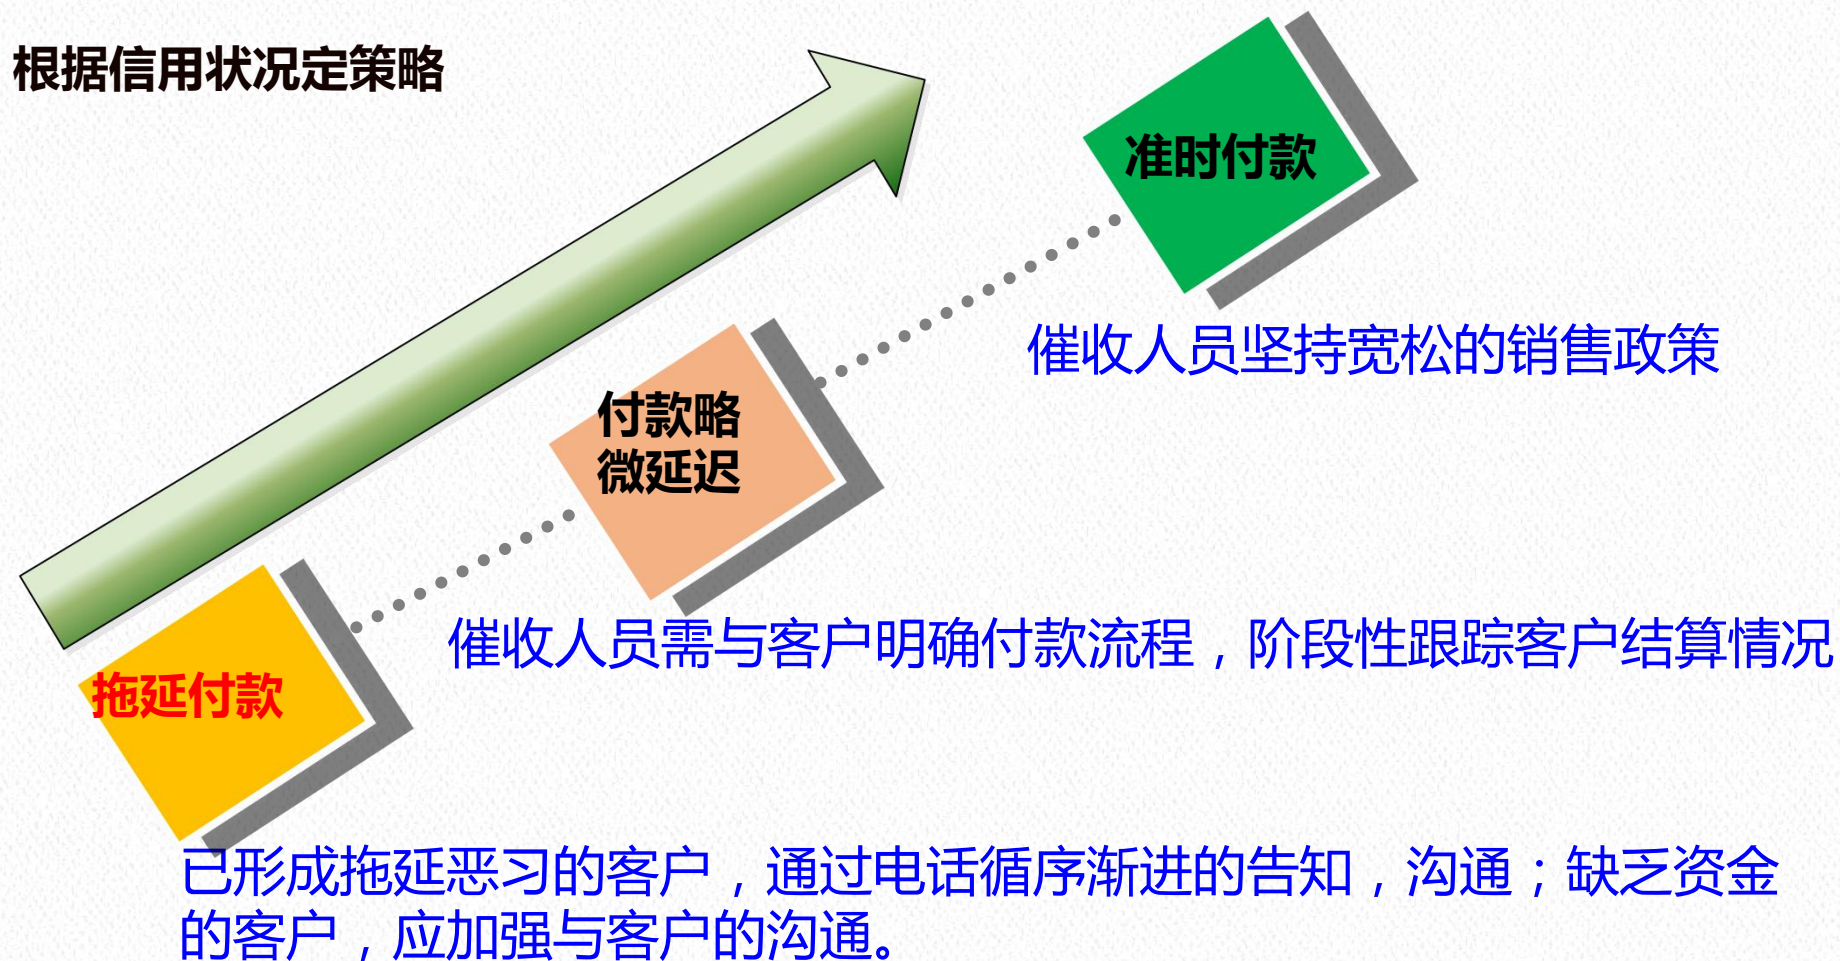 根据信用状况定策略
准时付款
催收人员坚持宽松的销售政策
付款略
微延迟
催收人员需与客户明确付款流程，阶段性跟踪客户结算情况
拖延付款
已形成拖延恶习的客户，通过电话循序渐进的告知，沟通；缺乏资金
的客户，应加强与客户的沟通。